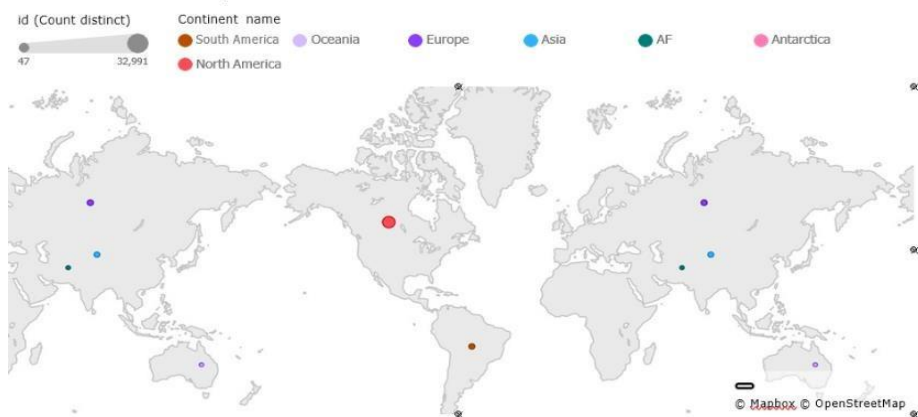 id (Count distinct)
47 32,991
Continent name
South America Oceania Europe Asia AF Antarctica
North America
© Mapbox © OpenStreetMap